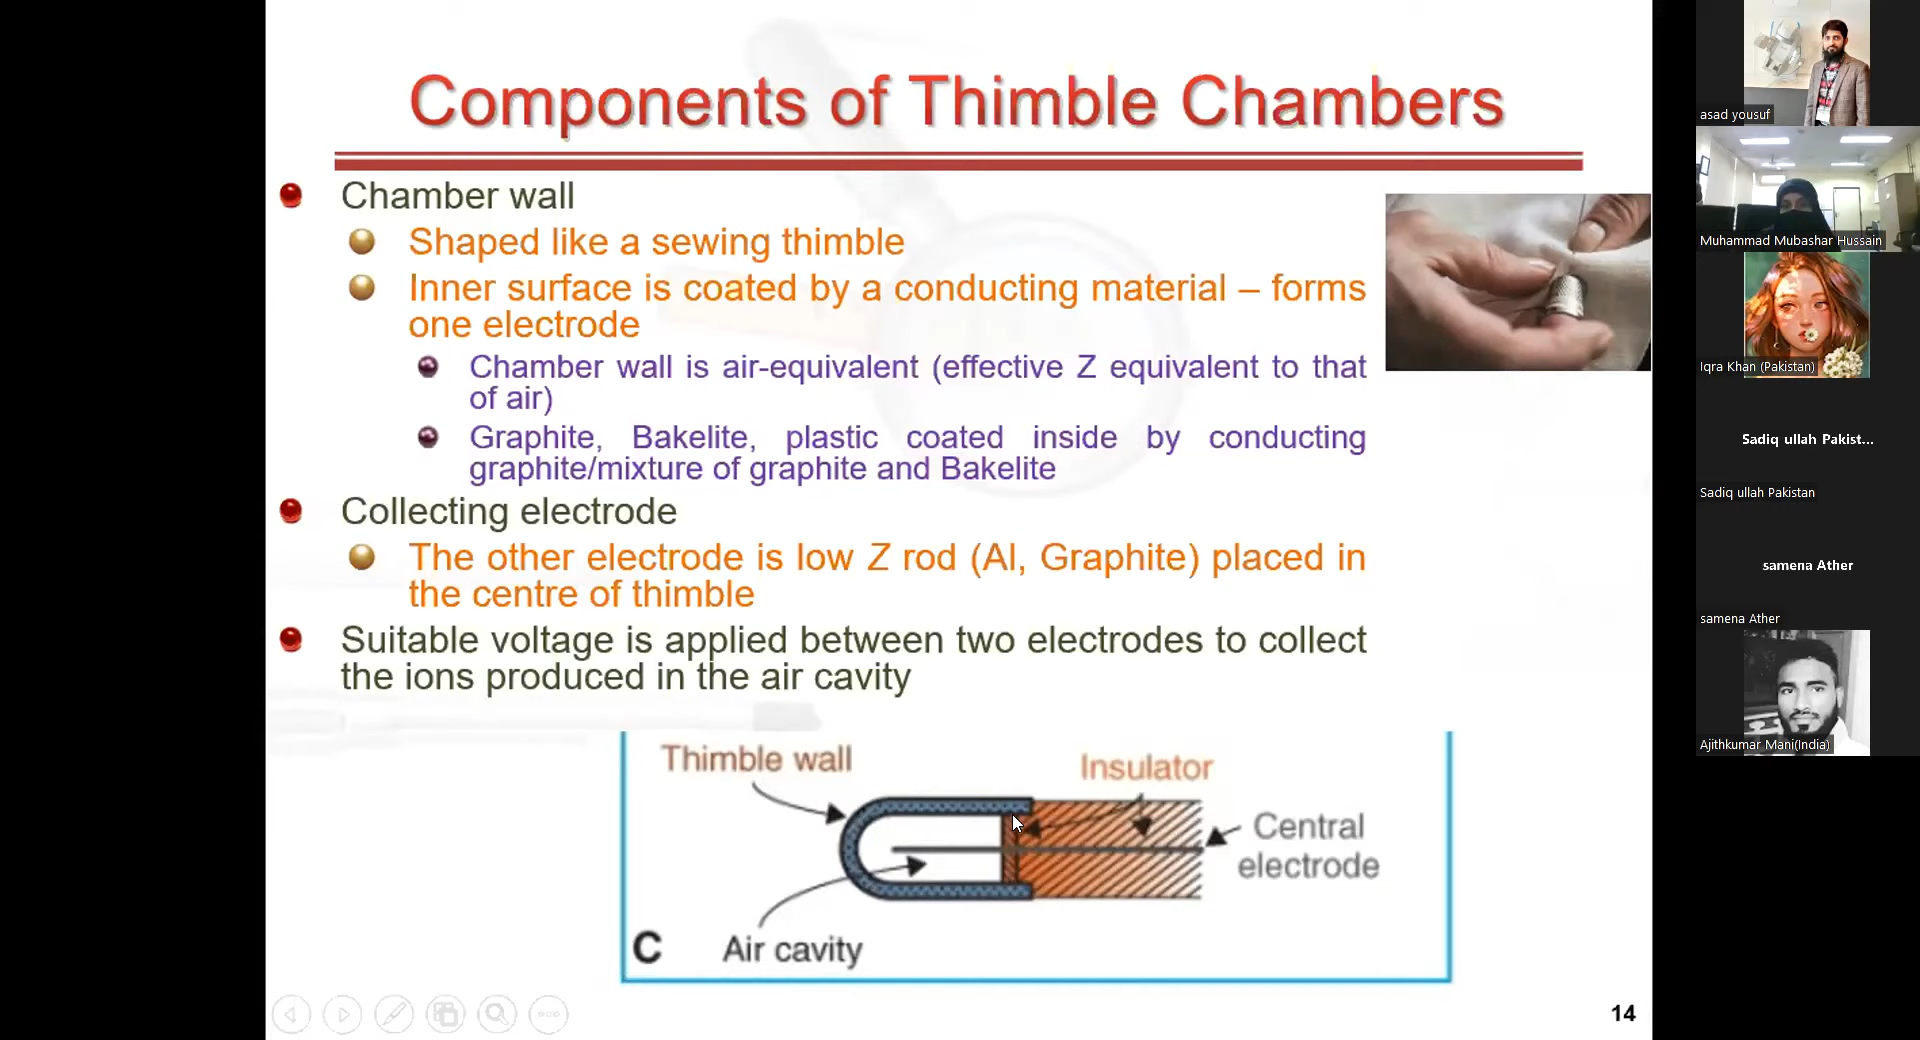 Components of Thimble Chambers
Chamber wall
Shaped like a sewing thimble
Inner surface is coated by a conducting material – forms
one electrode
Chamber wall is air-equivalent (effective Z equivalent to that
of air)
Graphite, Bakelite, plastic coated inside by conducting
graphite/mixture of graphite and Bakelite
Collecting electrode
The other electrode is low Z rod (Al, Graphite) placed in
the centre of thimble
Suitable voltage is applied between two electrodes to collect
the ions produced in the air cavity
Thimble wall
Insulator
Central
electrode
C
Air cavity
14
asad yousuf
Muhammad Mubashar Hussain
Iqra Khan (Pakistan)
Sadiq ullah Pakist...
Sadiq ullah Pakistan
samena Ather
samena Ather
Ajithkumar Mani(India)